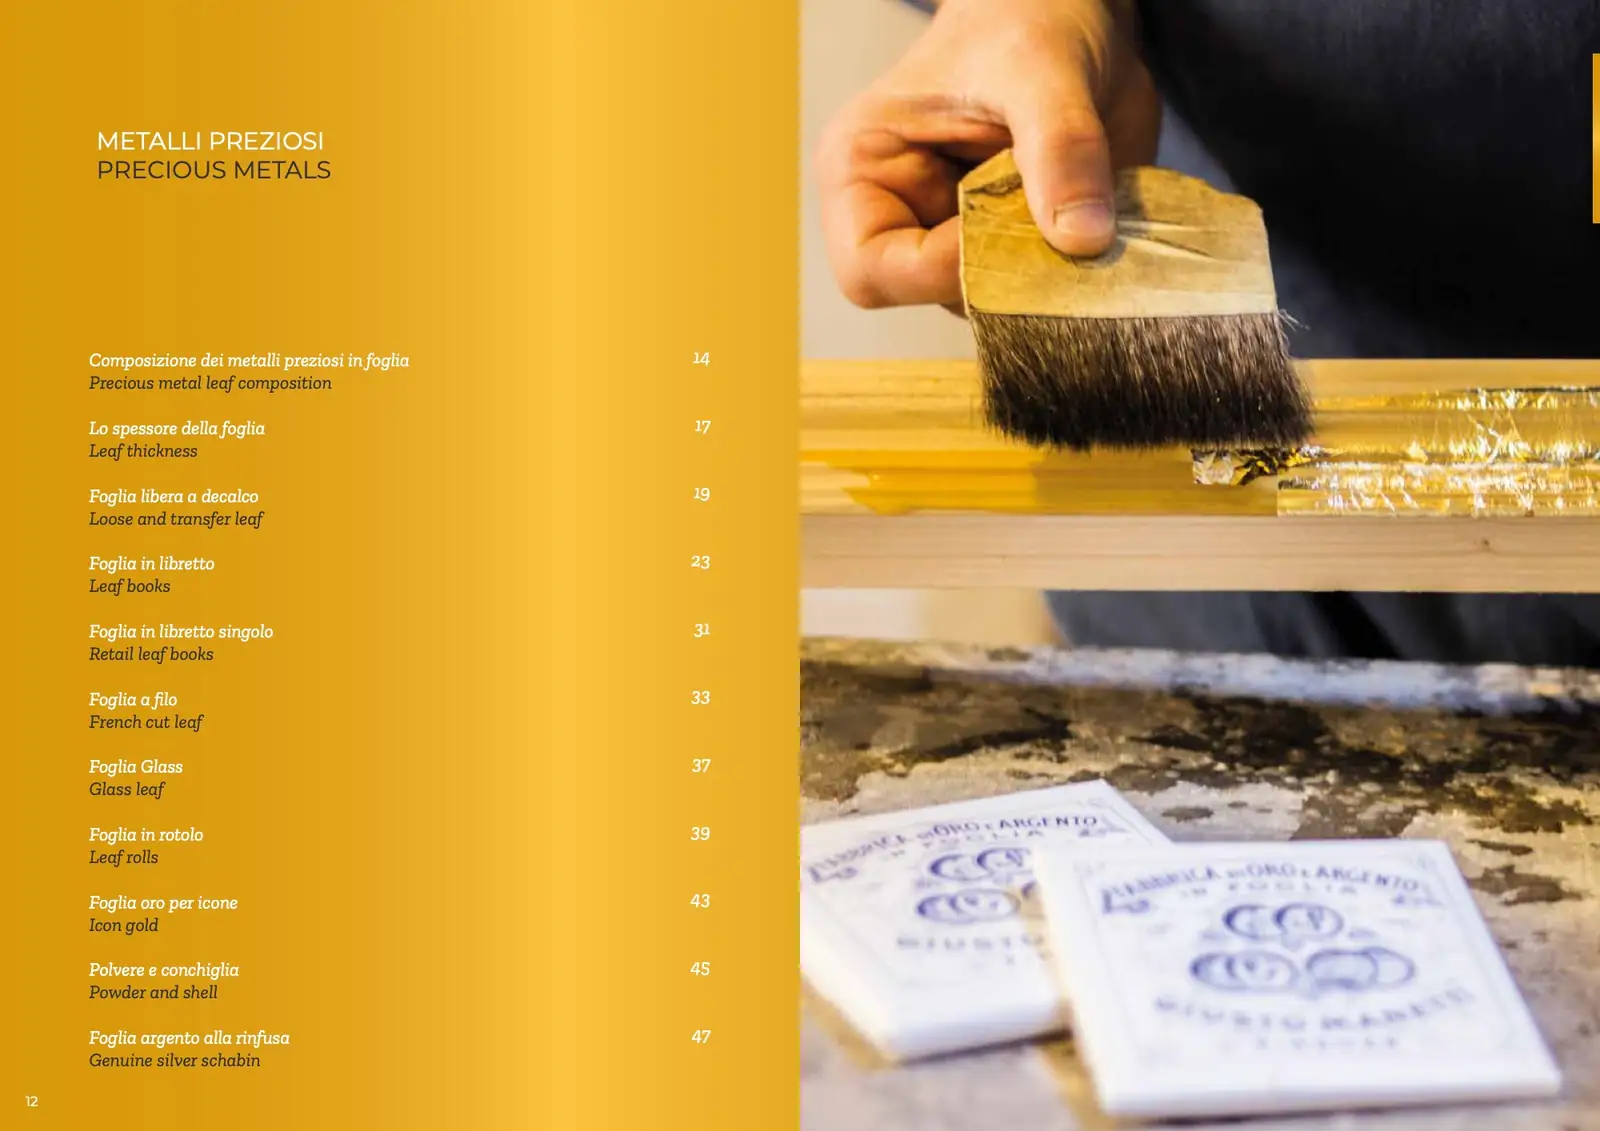 METALLI PREZIOSI
PRECIOUS METALS
Composizione dei metalli preziosi in foglia 14
Precious metal leaf composition
Lo spessore della foglia 17
Leaf thickness
Foglia libera a decalco 19
Loose and transfer leaf
Foglia in libretto 23
Leaf books
Foglia in libretto singolo 31
Retail leaf books
Foglia a filo 33
French cut leaf
Foglia Glass 37
Glass leaf
Foglia in rotolo 39
Leaf rolls
Foglia oro per icone 43
Icon gold
Polvere e conchiglia 45
Powder and shell
Foglia argento alla rinfusa 47
Genuine silver schabin
12
FABBRICA DI ORO E ARGENTO
IN FOGLIA
GIUSTO
FABBRICA DI ORO E ARGENTO
IN FOGLIA
GIUSTO MANETTI